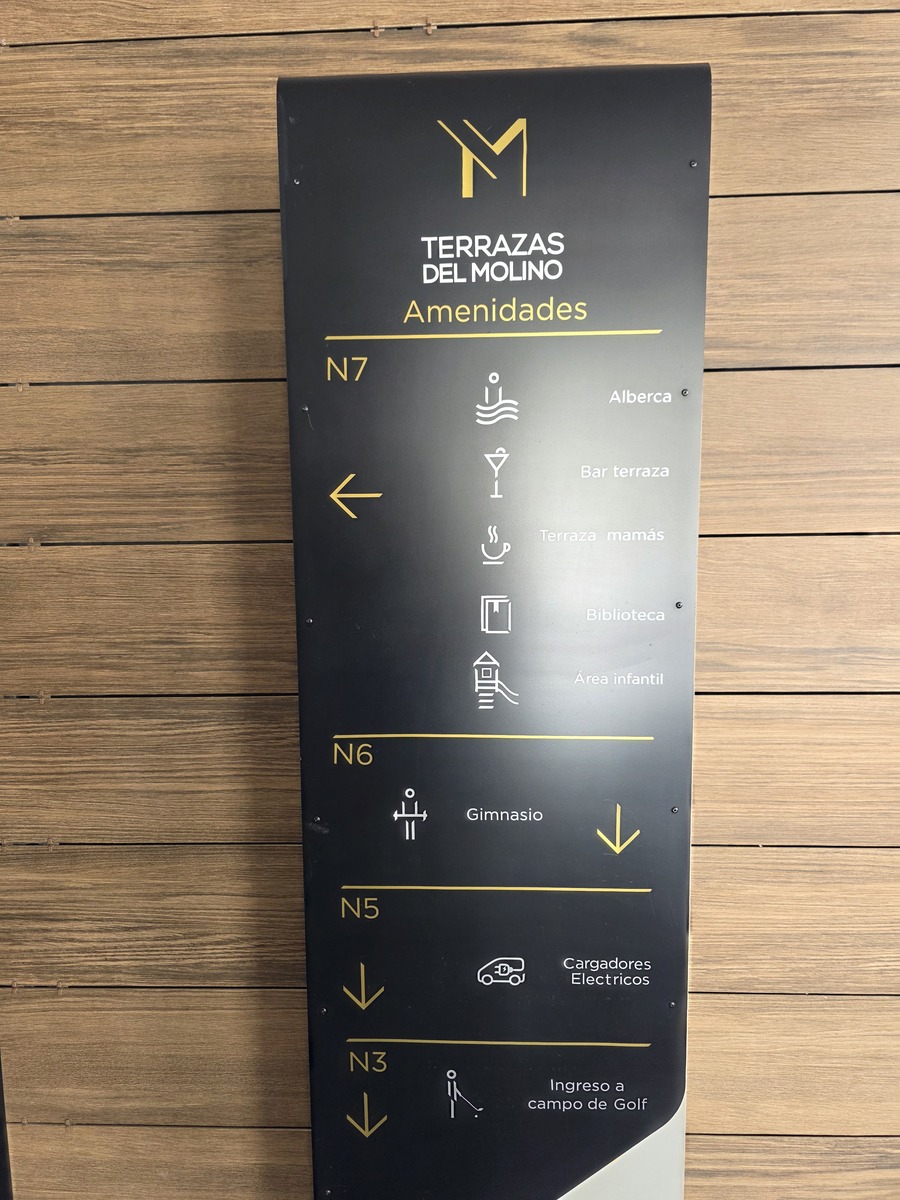 M
TERRAZAS
DEL MOLINO
Amenidades
N7
Alberca
Bar terraza
Terraza mamás
Biblioteca
Área infantil
N6
Gimnasio
N5
Cargadores
Electricos
N3
Ingreso a
campo de Golf